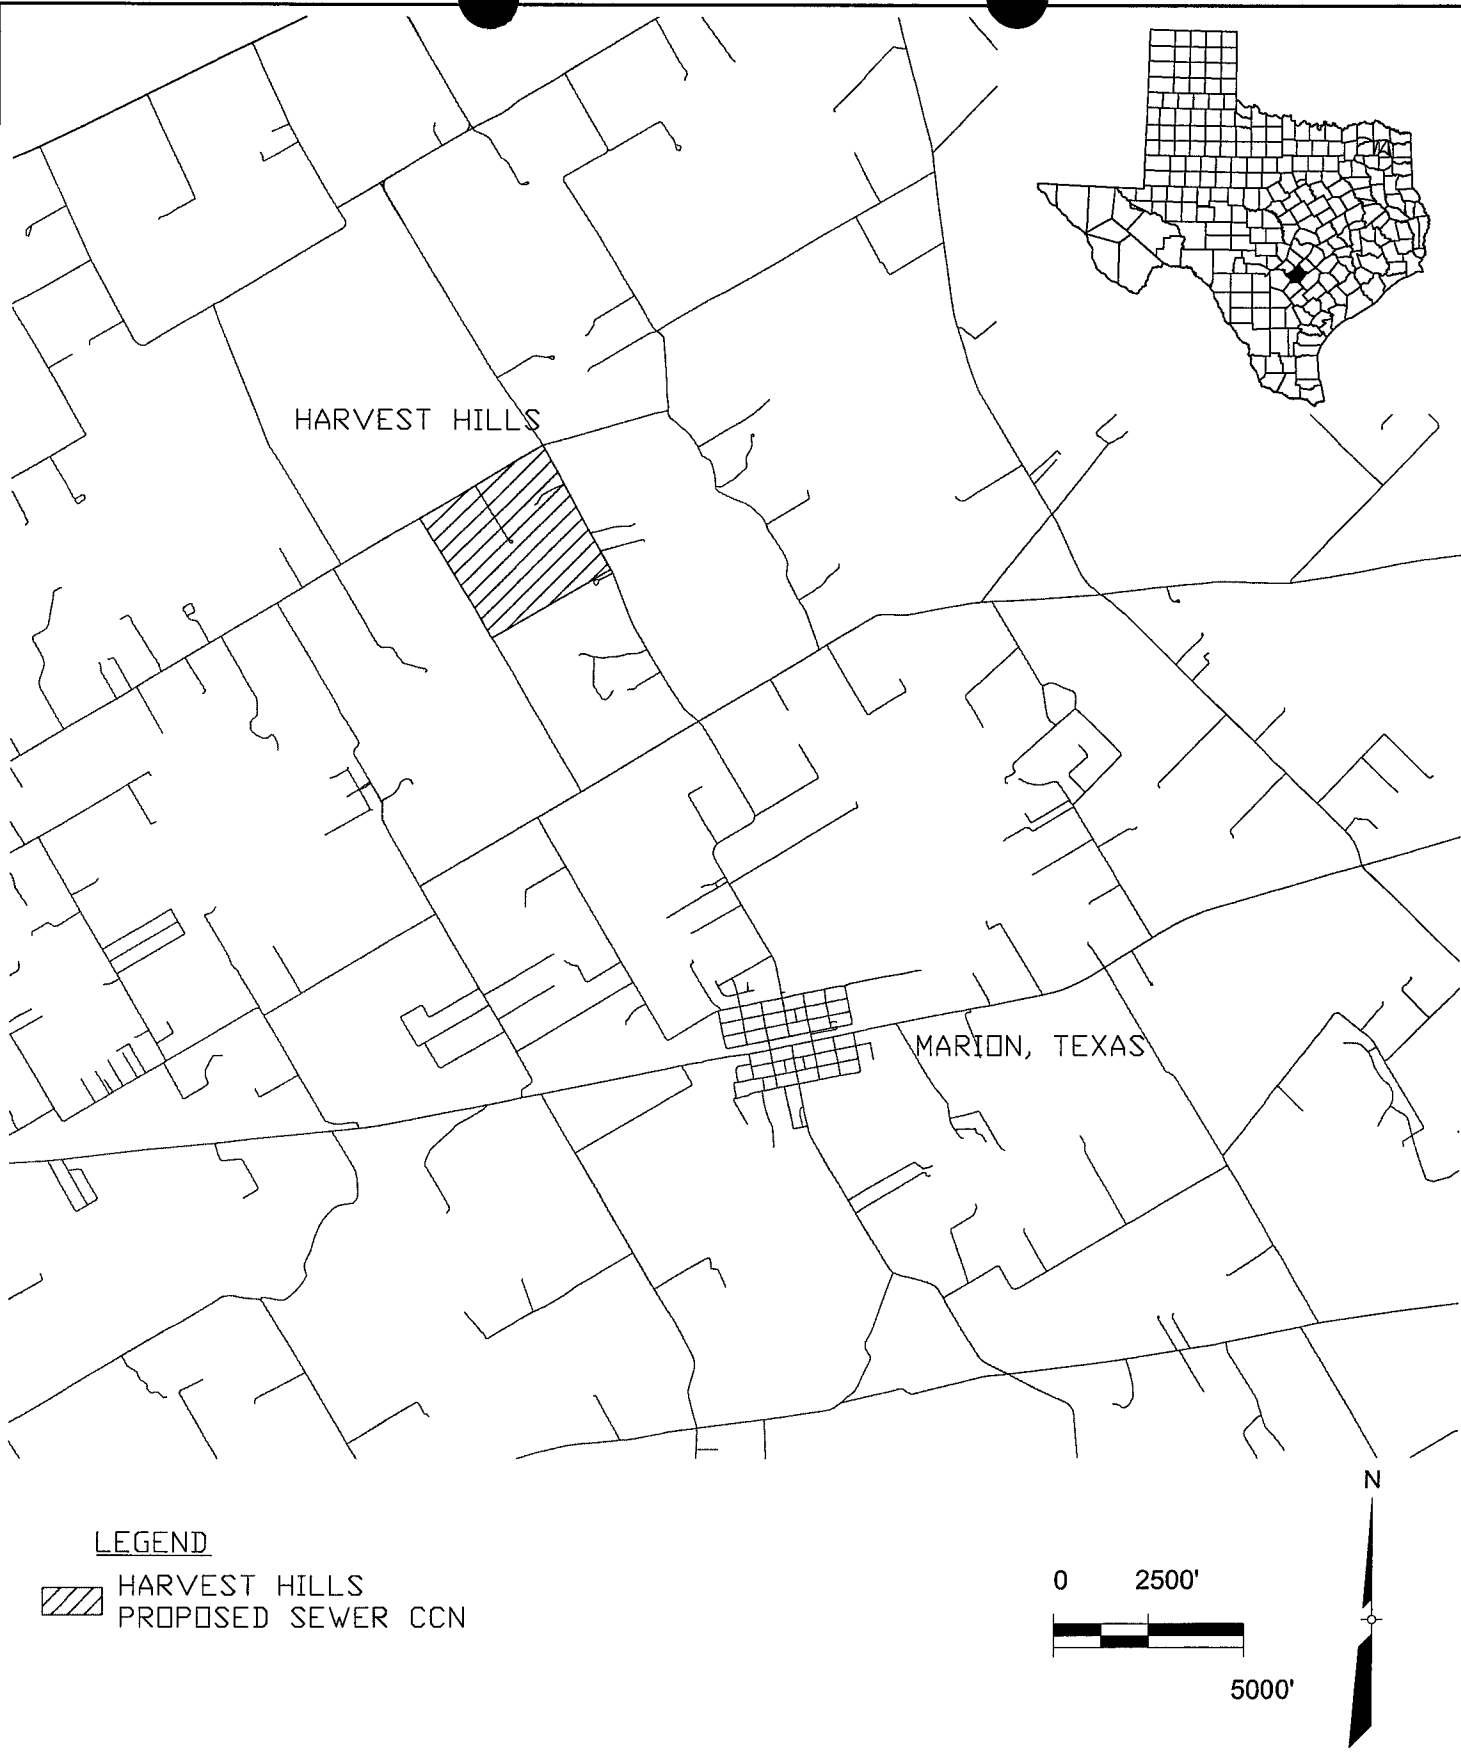 HARVEST HILLS
MARION, TEXAS
N
LEGEND
HARVEST HILLS
PROPOSED SEWER CCN
0 2500'
5000'